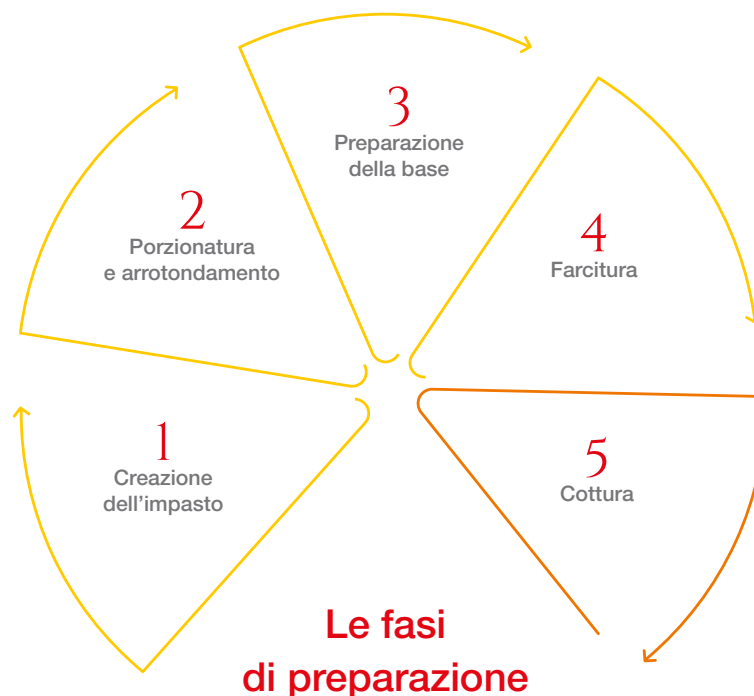 1
Creazione
dell’impasto
2
Porzionatura
e arrotondamento
3
Preparazione
della base
4
Farcitura
5
Cottura
Le fasi
di preparazione